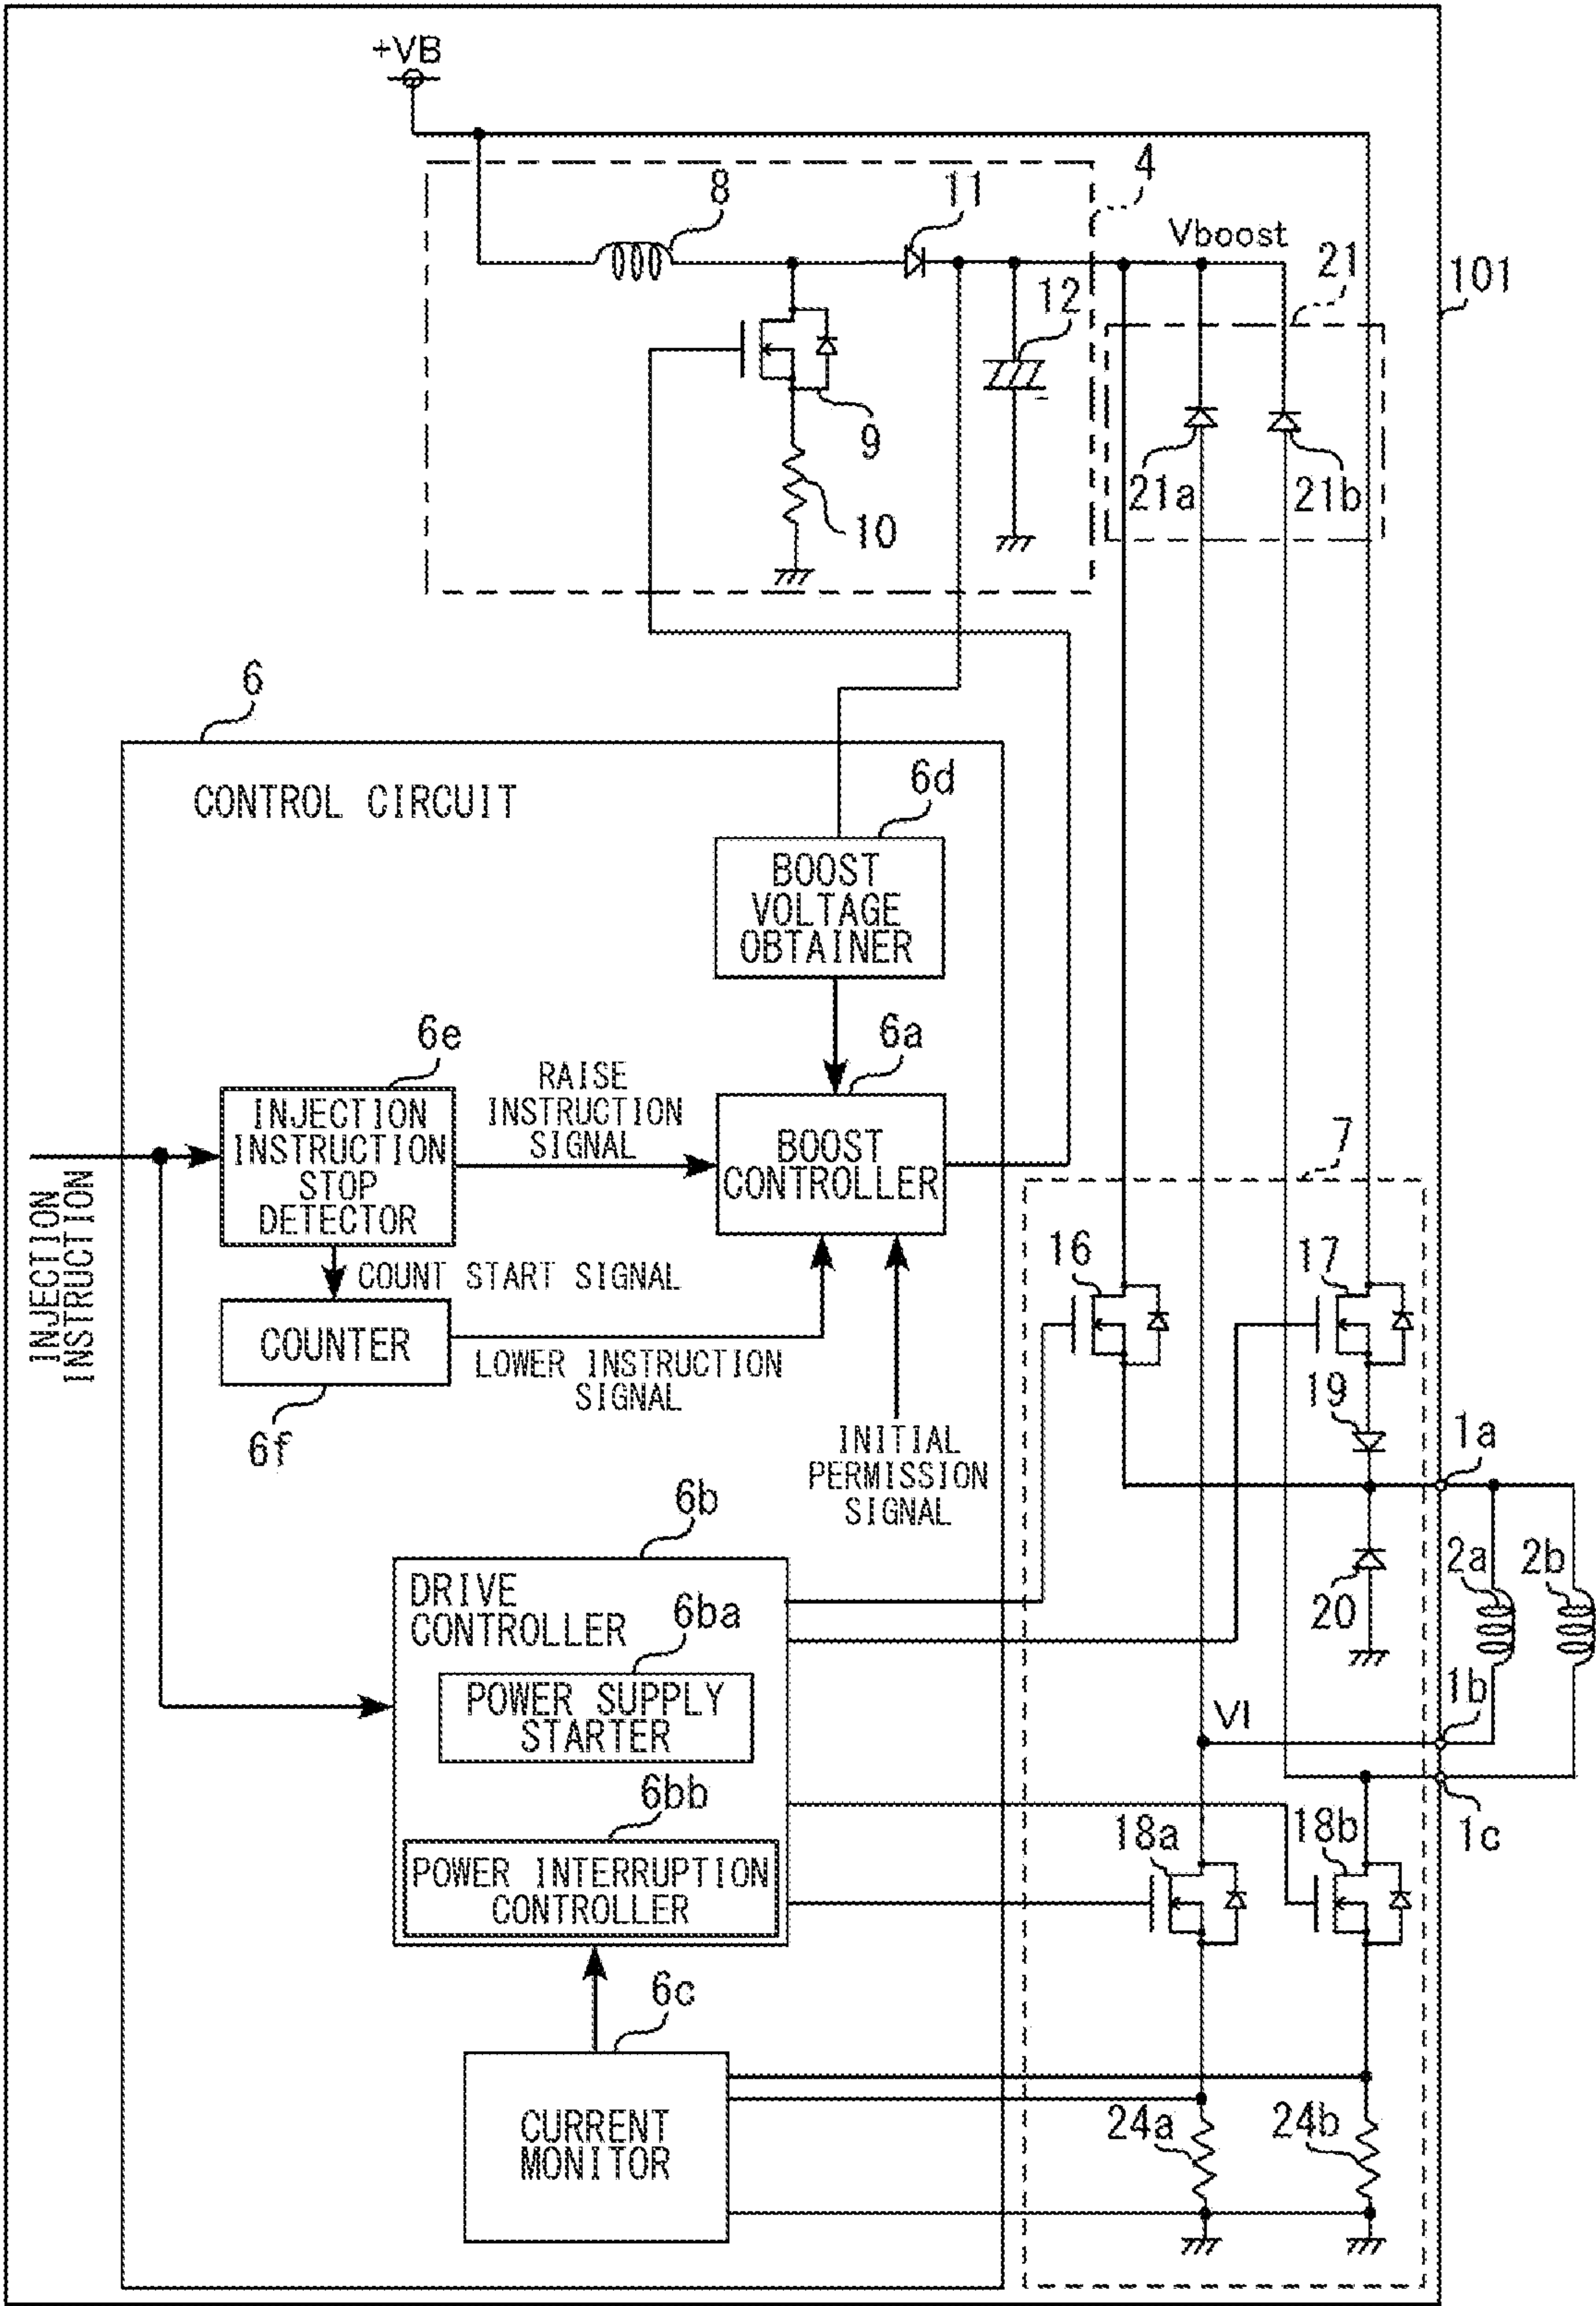 +VB
8
11
4
Vboost
21
101
12
9
10
21a
21b
6
CONTROL CIRCUIT
6d
BOOST
VOLTAGE
OBTAINER
6e
6a
RAISE
INSTRUCTION
SIGNAL
INJECTION
INSTRUCTION
STOP
DETECTOR
BOOST
CONTROLLER
7
INJECTION
INSTRUCTION
COUNT START SIGNAL
16
17
COUNTER
LOWER INSTRUCTION
SIGNAL
6f
19
1a
INITIAL
PERMISSION
SIGNAL
6b
DRIVE
CONTROLLER
6ba
20
2a
2b
POWER SUPPLY
STARTER
VI
1b
6bb
18a
18b
1c
POWER INTERRUPTION
CONTROLLER
6c
CURRENT
MONITOR
24a
24b